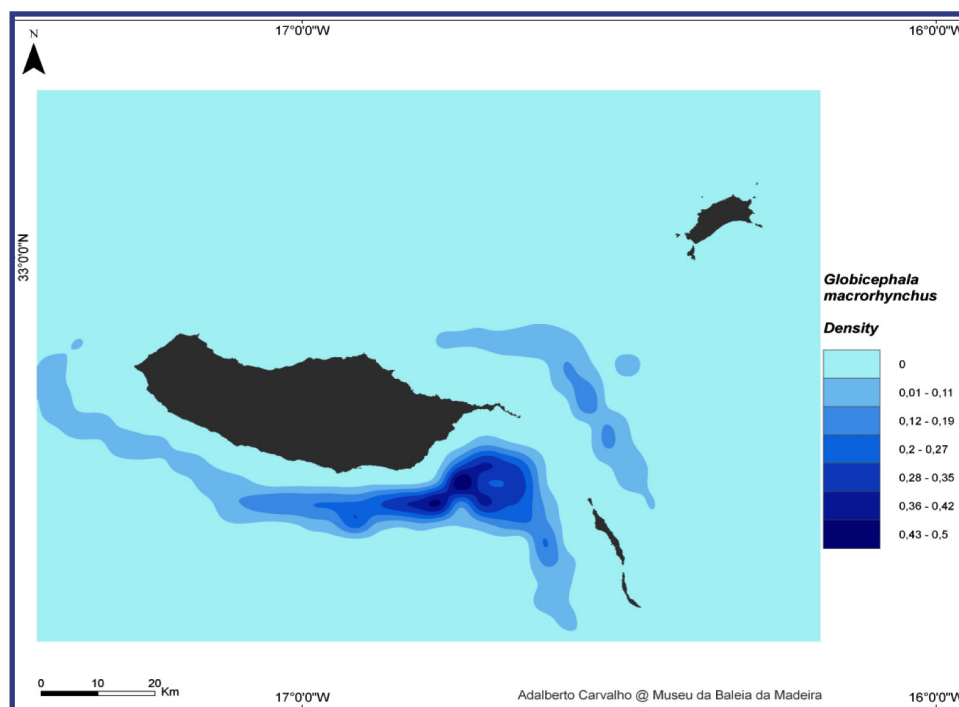 17°0'0"W
16°0'0"W
N
33°0'0"N
Globicephala
macrorhynchus
Density
0
0,01 - 0,11
0,12 - 0,19
0,2 - 0,27
0,28 - 0,35
0,36 - 0,42
0,43 - 0,5
0 10 20
Km
17°0'0"W
Adalberto Carvalho @ Museu da Baleia da Madeira
16°0'0"W